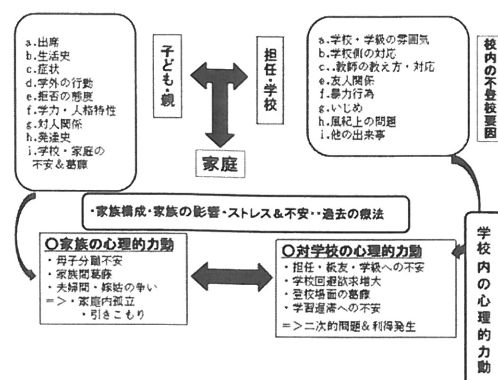 a.出席
b.生活史
c.症状
d.学外の行動
e.拒否の態度
f.学力・人格特性
g.対人関係
h.発達史
i.学校・家庭の
不安&葛藤
子ども・親
担任・学校
家庭
a.学校・学級の雰囲気
b.学校側の対応
c..教師の教え方・対応
e.友人関係
f.暴力行為
g.いじめ
h.風紀上の問題
i.他の出来事
校内の不登校要因
・家族構成・家族の影響・ストレス&不安・・過去の療法
〇家族の心理的力動
・母子分離不安
・家族間葛藤
・夫婦間・嫁姑の争い
=>・家庭内孤立
・引きこもり
〇対学校の心理的力動
・担任・級友・学級への不安
・学校回避欲求増大
・登校場面の葛藤
・学習遅滞への不安
=>二次的問題&利得発生
学校内の心理的力動